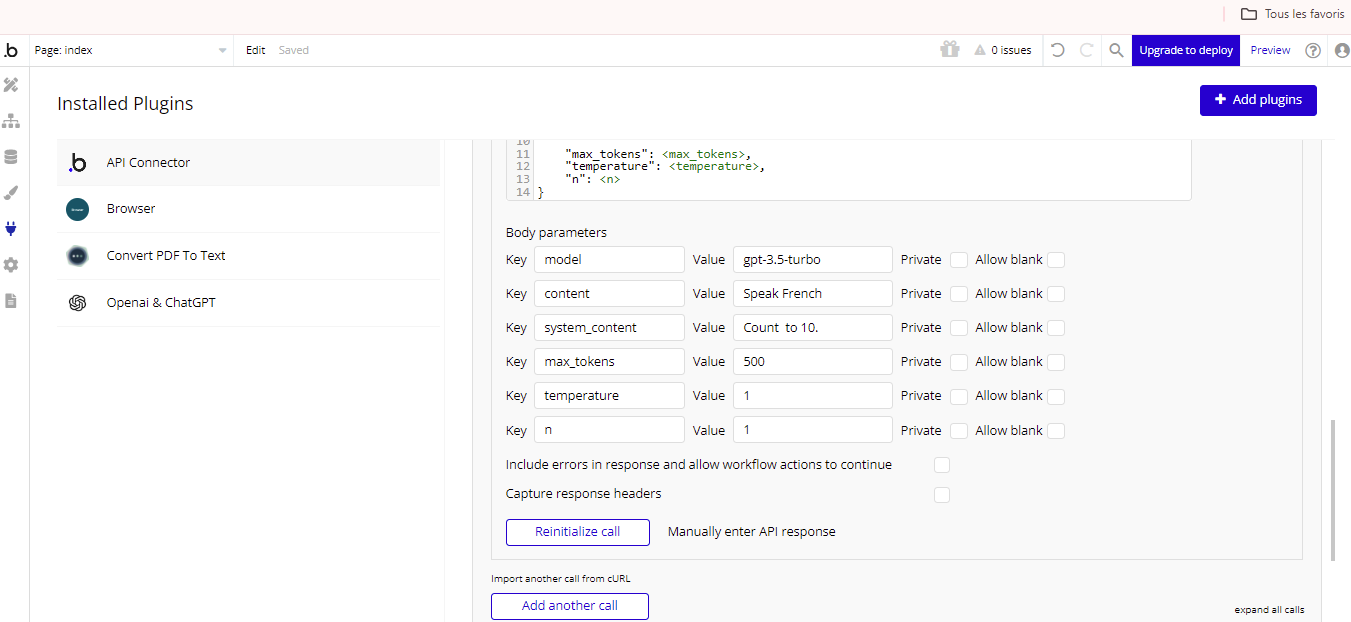 Tous les favoris
.b Page: index Edit Saved 0 issues Upgrade to deploy Preview ?
Installed Plugins
+ Add plugins
.b API Connector
Browser
Convert PDF To Text
Openai & ChatGPT
10
11 "max_tokens": <max_tokens>,
12 "temperature": <temperature>,
13 "n": <n>
14 }
Body parameters
Key model Value gpt-3.5-turbo Private Allow blank
Key content Value Speak French Private Allow blank
Key system_content Value Count to 10. Private Allow blank
Key max_tokens Value 500 Private Allow blank
Key temperature Value 1 Private Allow blank
Key n Value 1 Private Allow blank
Include errors in response and allow workflow actions to continue
Capture response headers
Reinitialize call Manually enter API response
Import another call from cURL
Add another call
expand all calls